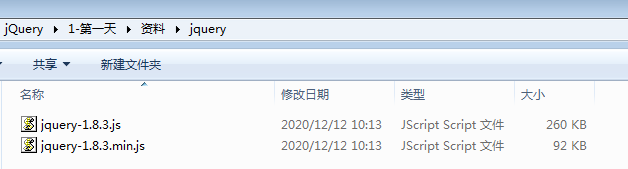 jQuery ▸ 1-第一天 ▸ 资料 ▸ jquery
共享 新建文件夹
名称 修改日期 类型 大小
jquery-1.8.3.js 2020/12/12 10:13 JScript Script 文件 260 KB
jquery-1.8.3.min.js 2020/12/12 10:13 JScript Script 文件 92 KB